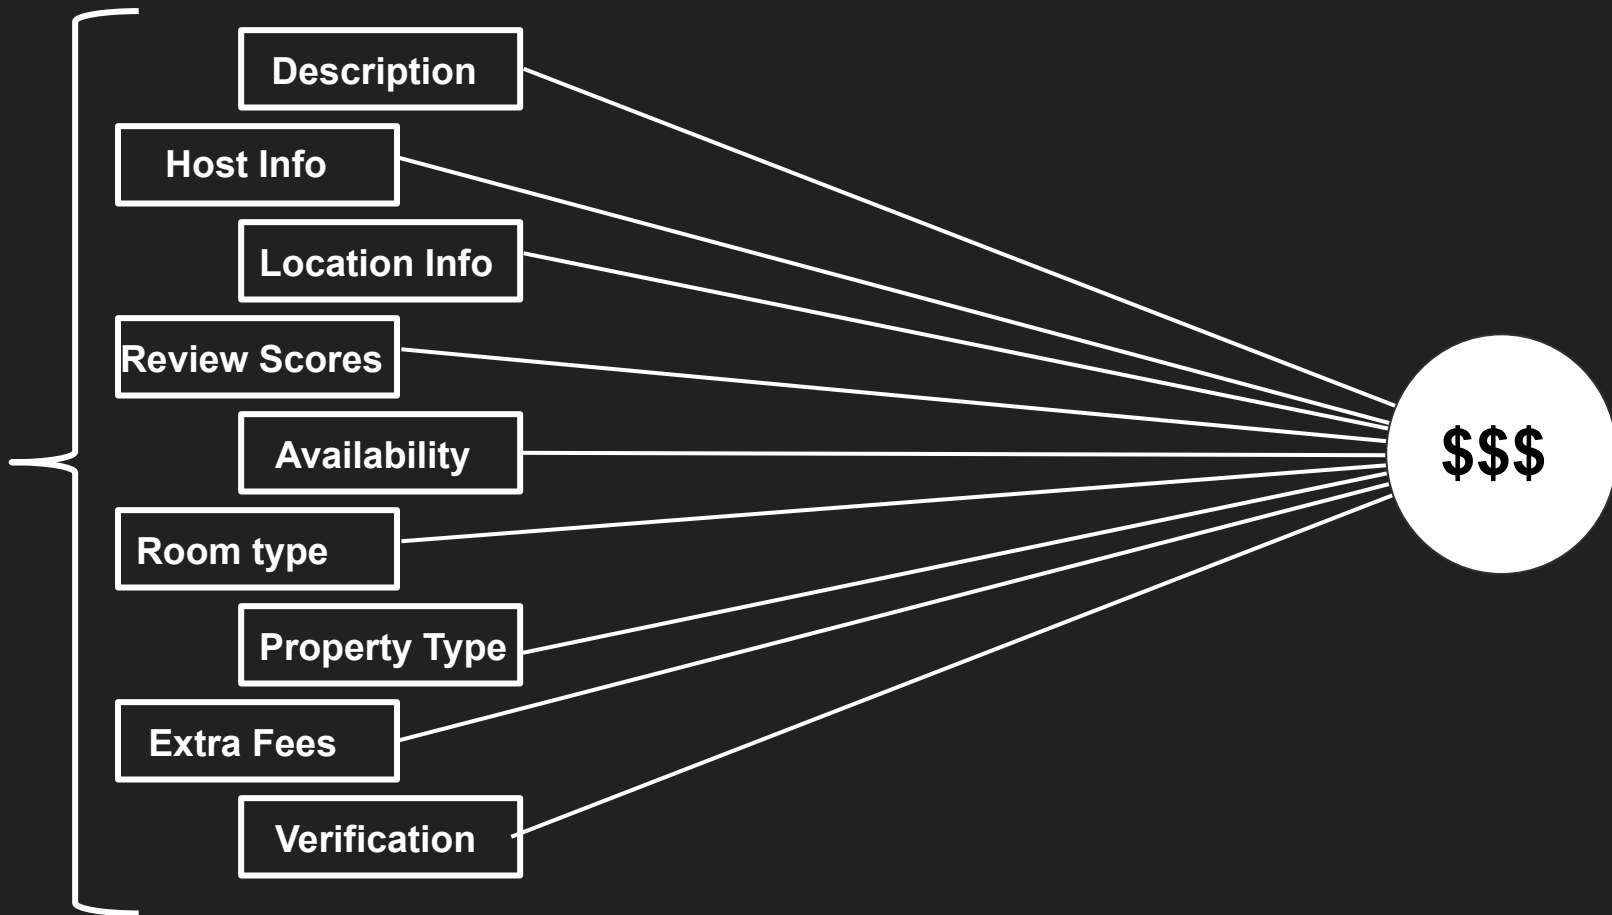 Description
Host Info
Location Info
Review Scores
Availability
Room type
Property Type
Extra Fees
Verification
$$$